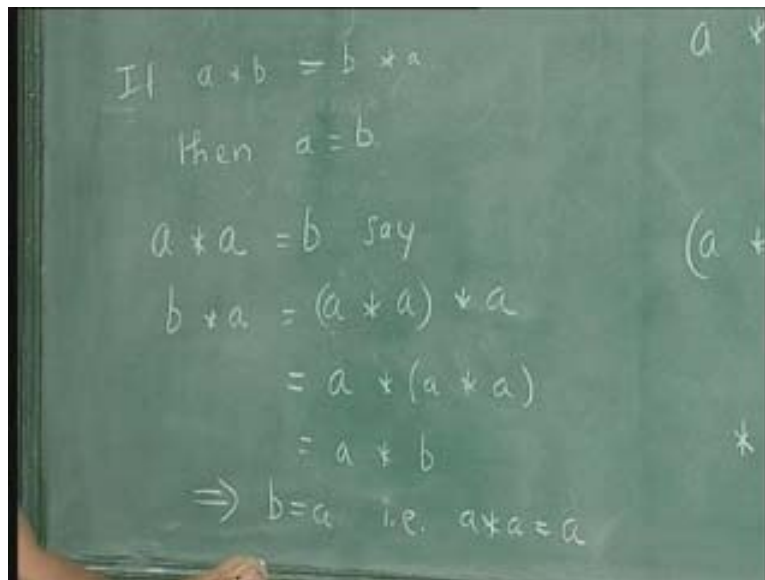 If a * b = b * a
then a = b
a * a = b say
b * a = (a * a) * a
= a * (a * a)
= a * b
⇒ b = a i.e. a * a = a
a *
(a *
*